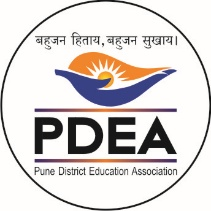 बहुजन हिताय, बहुजन सुखाय।
PDEA
Pune District Education Association